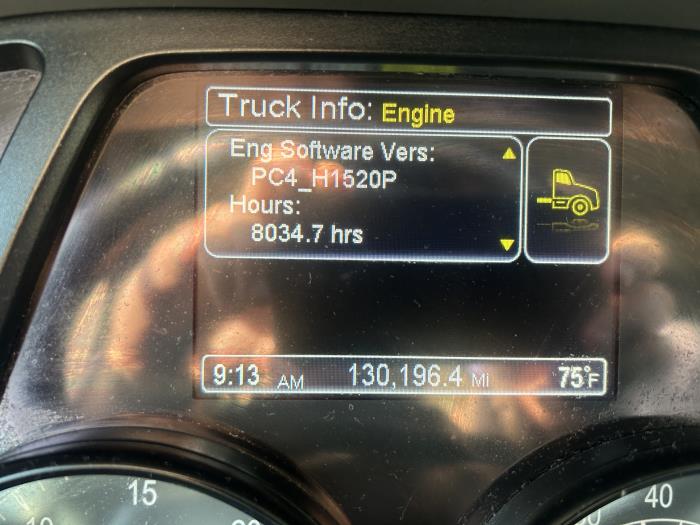 Truck Info: Engine
Eng Software Vers:
PC4_H1520P
Hours:
8034.7 hrs
9:13 AM 130,196.4 Mi 75°F
15
40